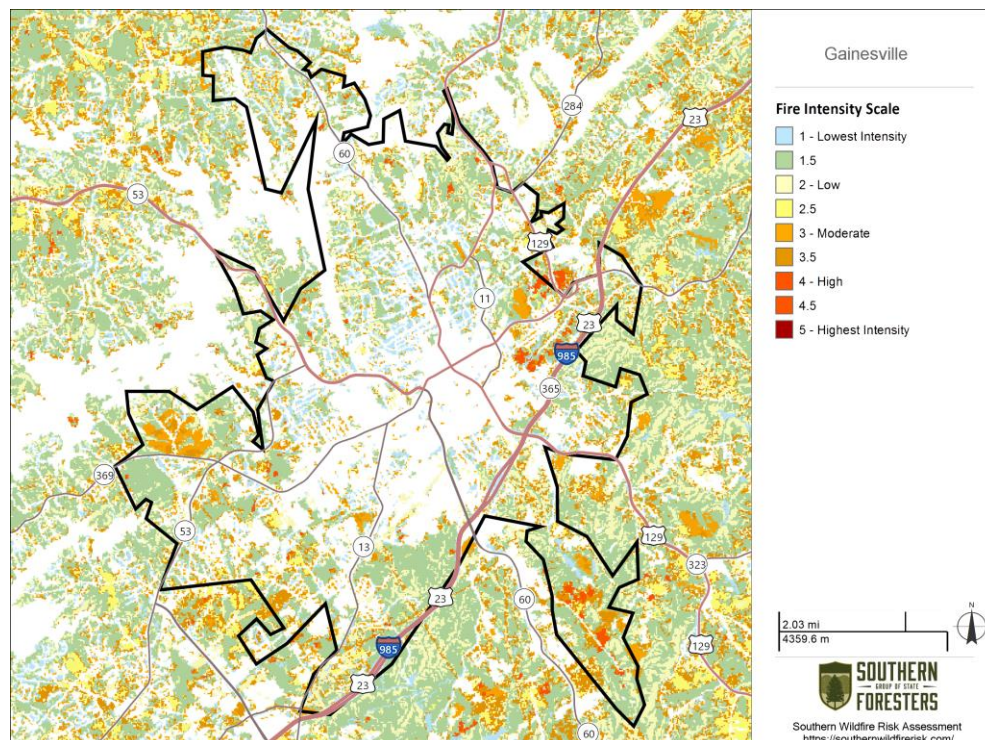 Gainesville
Fire Intensity Scale
1 - Lowest Intensity
1.5
2 - Low
2.5
3 - Moderate
3.5
4 - High
4.5
5 - Highest Intensity
284
23
60
53
129
11
23
985
365
369
53
13
129
323
23
60
985
129
23
60
N
2.03 mi
4359.6 m
SOUTHERN
GROUP OF STATE
FORESTERS
Southern Wildfire Risk Assessment
https://southernwildfirerisk.com/